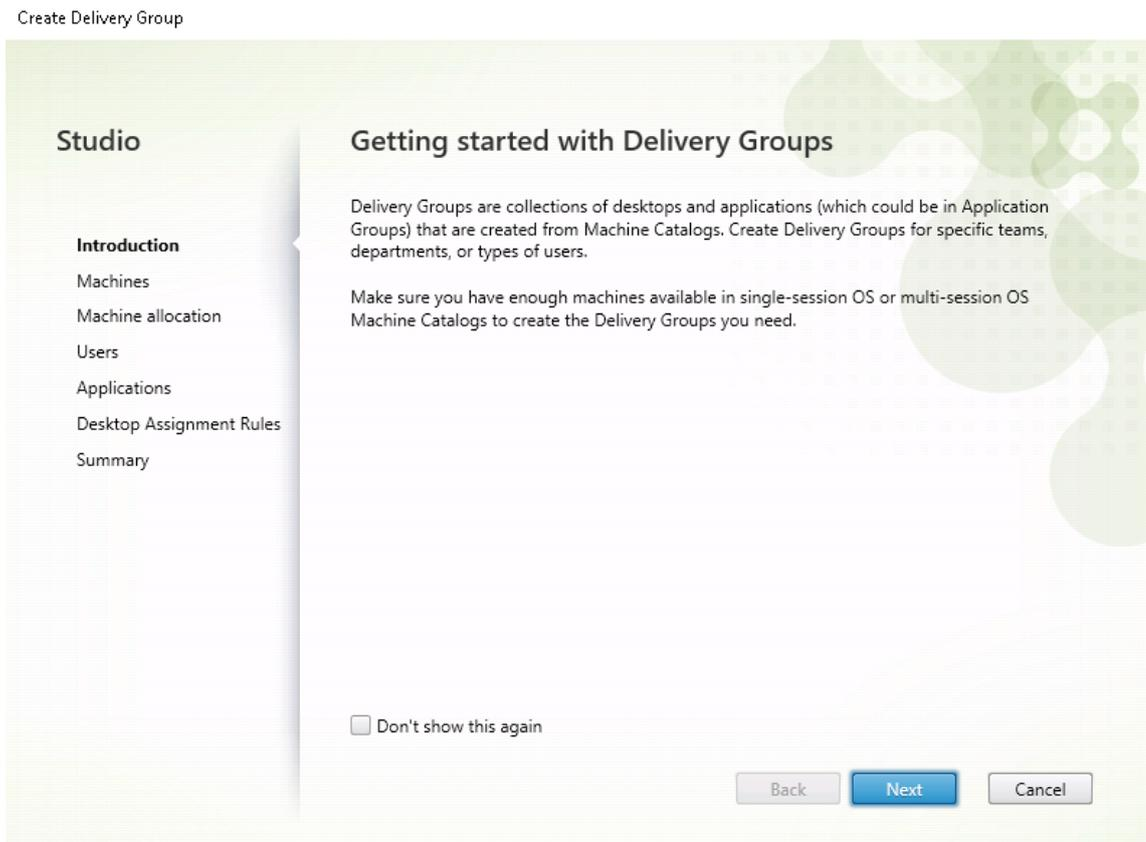 Create Delivery Group
Studio
Introduction
Machines
Machine allocation
Users
Applications
Desktop Assignment Rules
Summary
Getting started with Delivery Groups
Delivery Groups are collections of desktops and applications (which could be in Application
Groups) that are created from Machine Catalogs. Create Delivery Groups for specific teams,
departments, or types of users.
Make sure you have enough machines available in single-session OS or multi-session OS
Machine Catalogs to create the Delivery Groups you need.
Don't show this again
Back
Next
Cancel